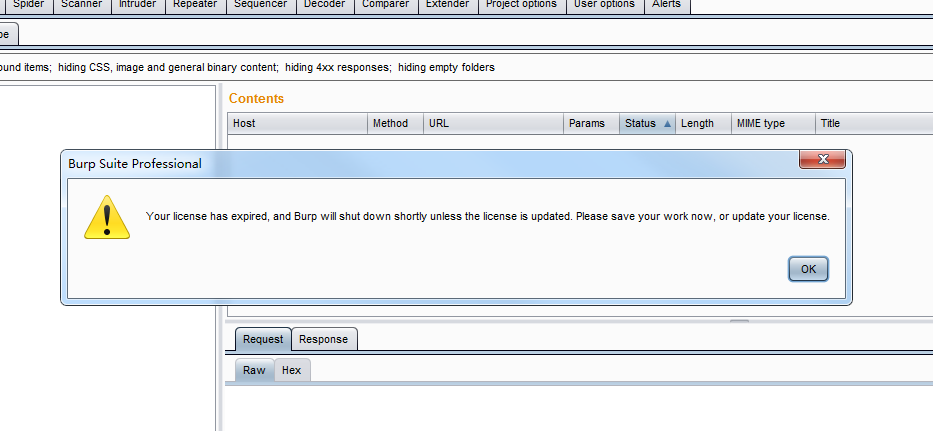 Spider Scanner Intruder Repeater Sequencer Decoder Comparer Extender Project options User options Alerts
hiding CSS, image and general binary content; hiding 4xx responses; hiding empty folders
Contents
Host Method URL Params Status Length MIME type Title
Burp Suite Professional
Your license has expired, and Burp will shut down shortly unless the license is updated. Please save your work now, or update your license.
OK
Request Response
Raw Hex